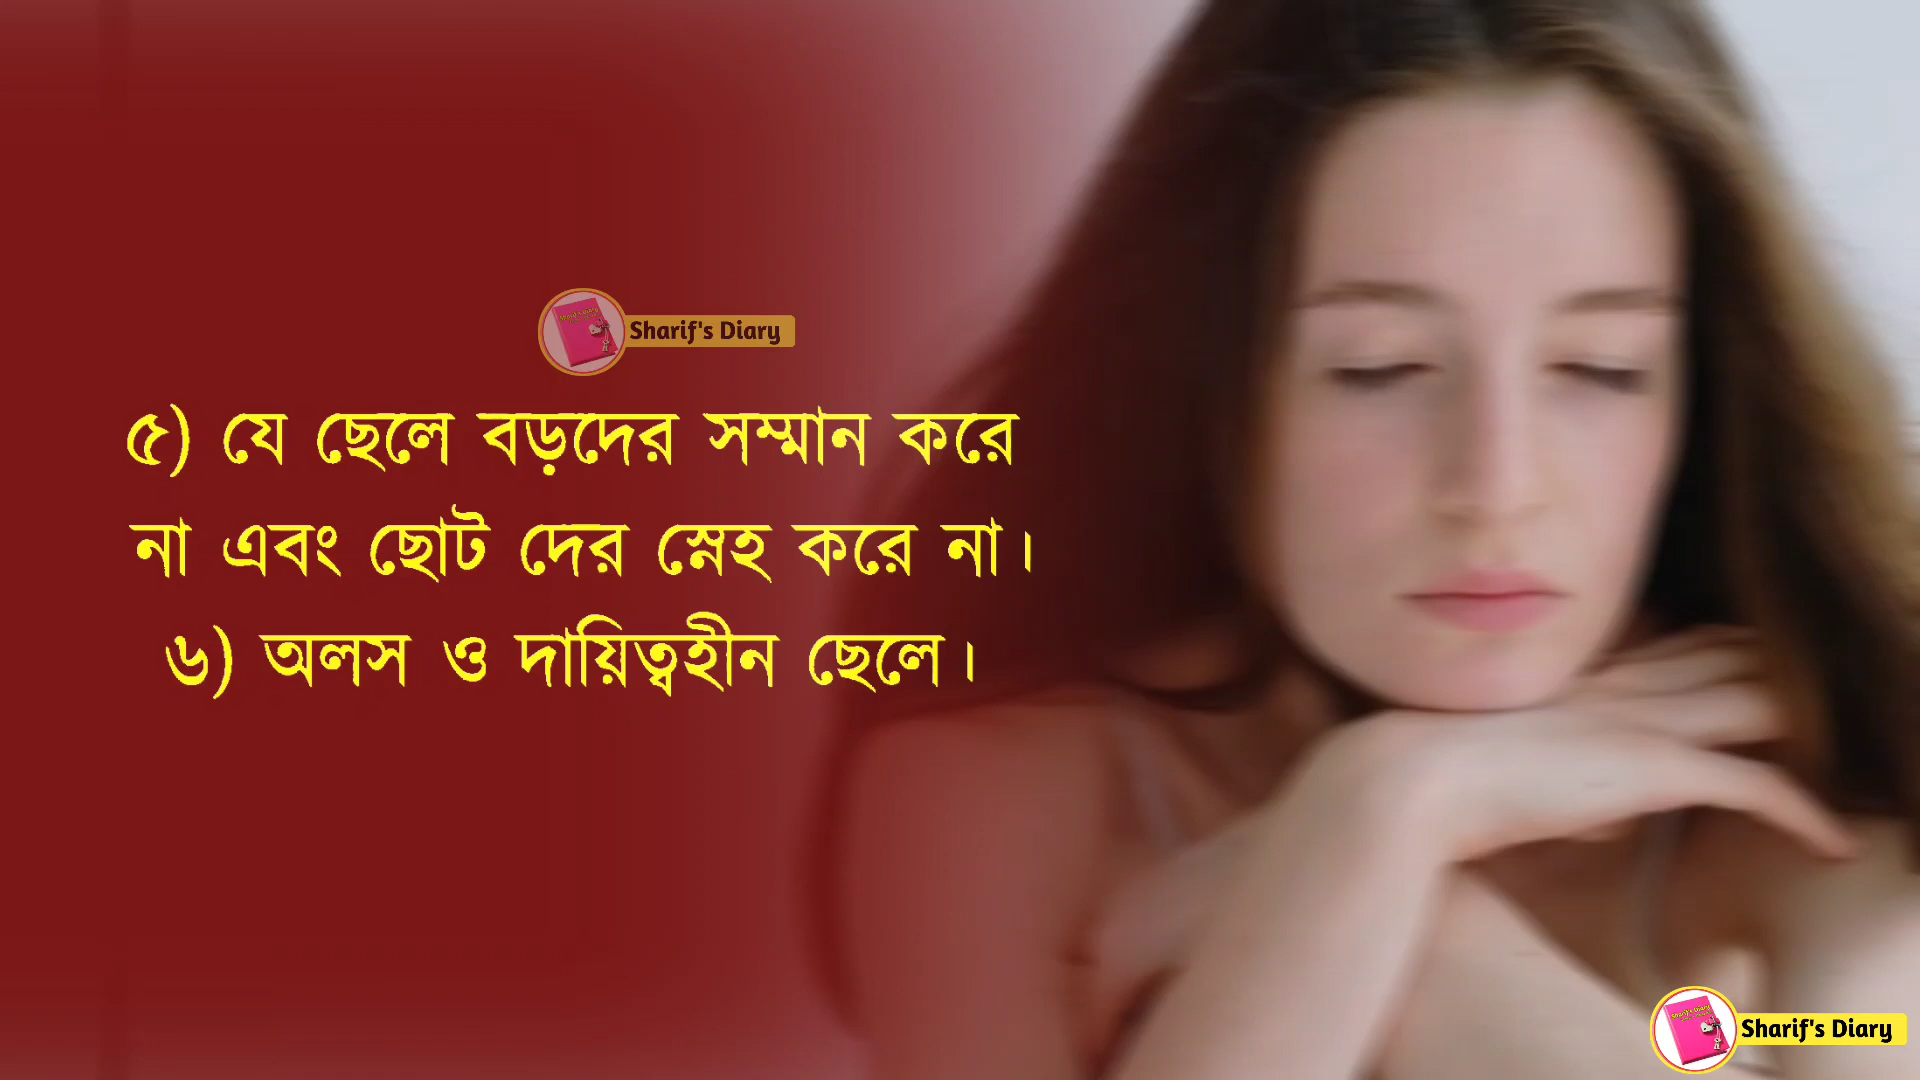 Sharif's Diary
৫) যে ছেলে বড়দের সম্মান করে
না এবং ছোট দের স্নেহ করে না।
৬) অলস ও দায়িত্বহীন ছেলে।
Sharif's Diary